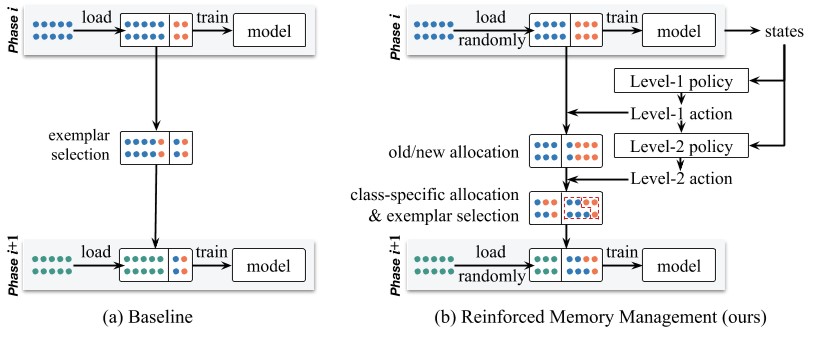 Phase i
load
train
model
exemplar
selection
Phase i+1
load
train
model
(a) Baseline
Phase i
load
randomly
train
model
states
Level-1 policy
Level-1 action
old/new allocation
Level-2 policy
Level-2 action
class-specific allocation
& exemplar selection
Phase i+1
load
randomly
train
model
(b) Reinforced Memory Management (ours)